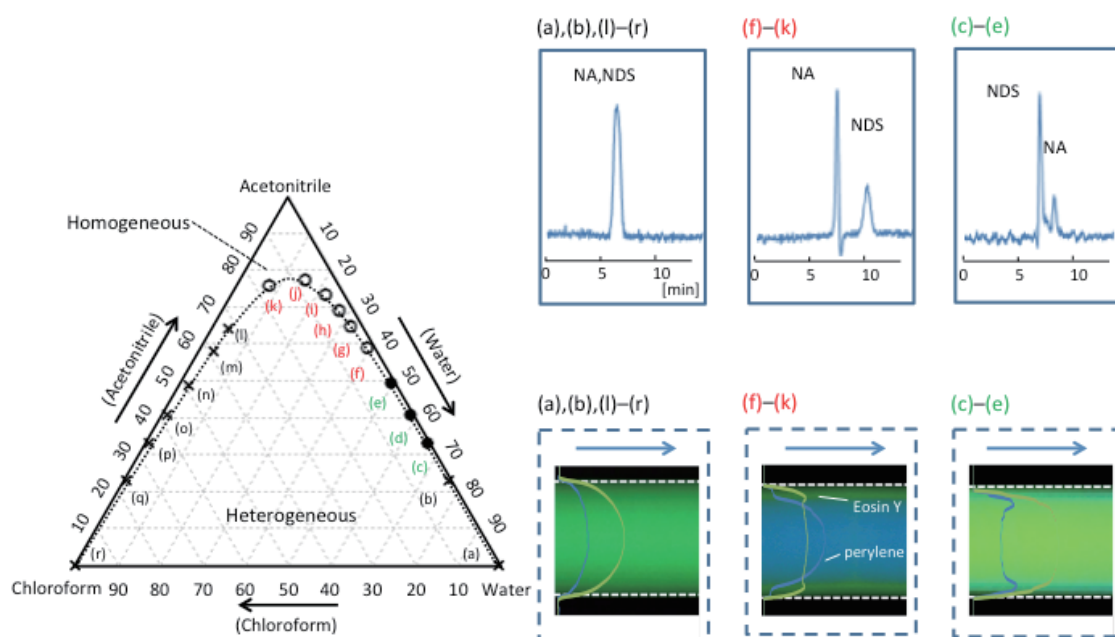 (a),(b),(l)–(r)
NA,NDS
0 5 10
[min]
(f)–(k)
NA
NDS
0 5 10
(c)–(e)
NDS
NA
0 5 10
Acetonitrile
Homogeneous
Heterogeneous
Chloroform
Water
(Acetonitrile)
10 20 30 40 50 60 70 80 90
(Water)
10 20 30 40 50 60 70 80 90
(Chloroform)
90 80 70 60 50 40 30 20 10
(k)
(j)
(i)
(h)
(g)
(f)
(e)
(d)
(c)
(b)
(a)
(l)
(m)
(n)
(o)
(p)
(q)
(r)
(a),(b),(l)–(r)
(f)–(k)
Eosin Y
perylene
(c)–(e)